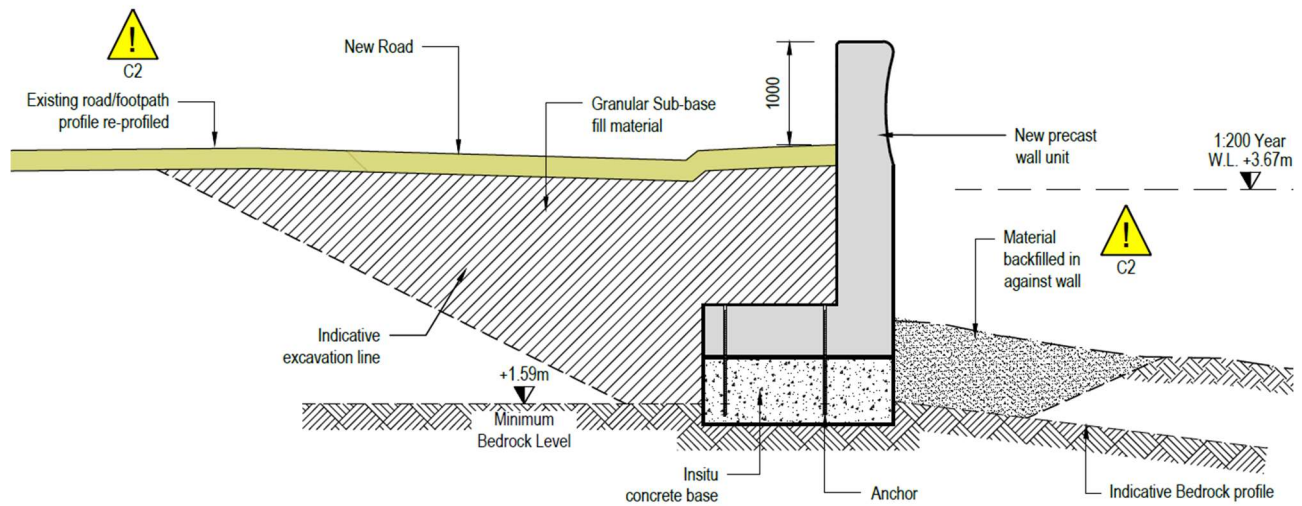 !
C2
New Road
Existing road/footpath
profile re-profiled
Granular Sub-base
fill material
1000
New precast
wall unit
1:200 Year
W.L. +3.67m
!
C2
Material
backfilled in
against wall
Indicative
excavation line
+1.59m
Minimum
Bedrock Level
Insitu
concrete base
Anchor
Indicative Bedrock profile